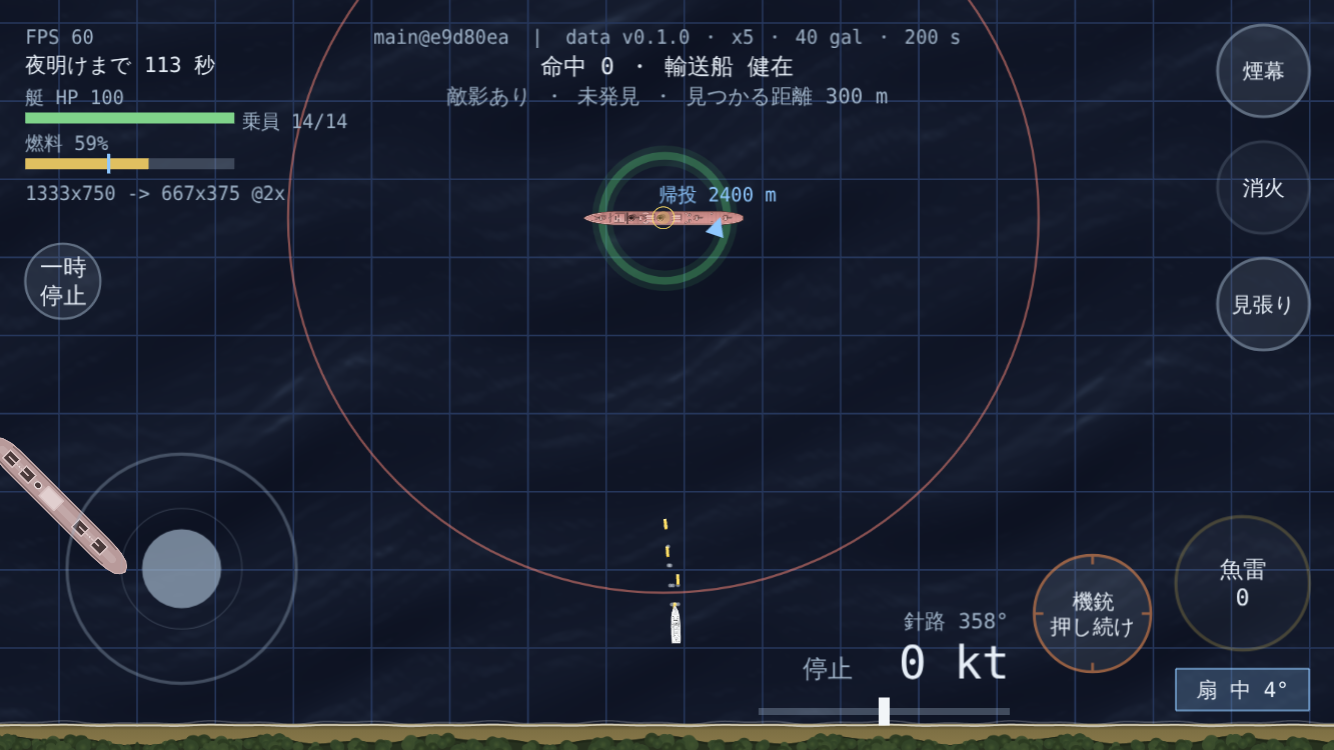 FPS 60
main@e9d80ea | data v0.1.0 · x5 · 40 gal · 200 s
夜明けまで 113 秒
命中 0 · 輸送船 健在
艇 HP 100
敵影あり · 未発見 · 見つかる距離 300 m
乗員 14/14
燃料 59%
1333x750 -> 667x375 @2x
帰投 2400 m
煙幕
消火
見張り
一時
停止
魚雷
0
機銃
押し続け
針路 358°
停止 0 kt
扇 中 4°